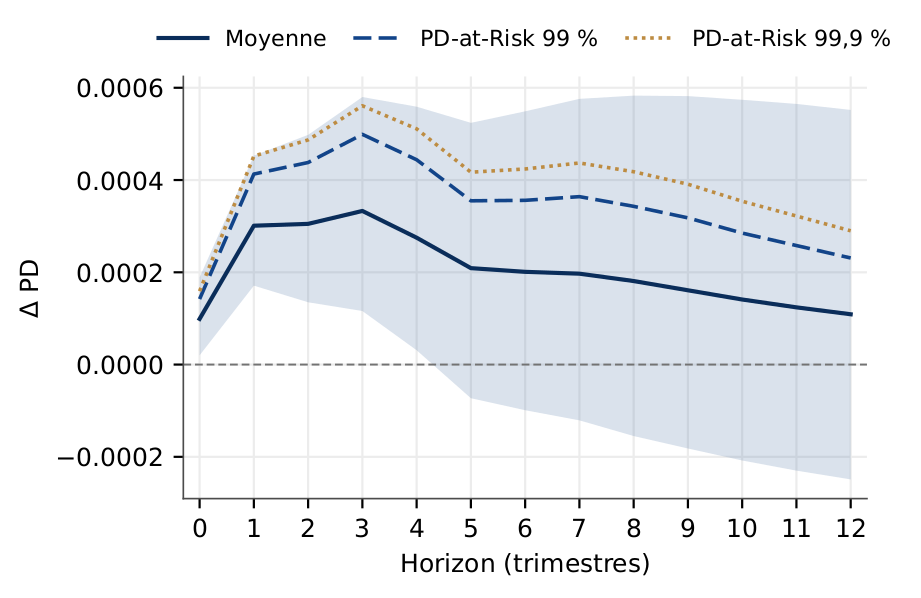 Moyenne PD-at-Risk 99 % PD-at-Risk 99,9 %
0.0006
0.0004
0.0002
0.0000
−0.0002
Δ PD
0 1 2 3 4 5 6 7 8 9 10 11 12
Horizon (trimestres)